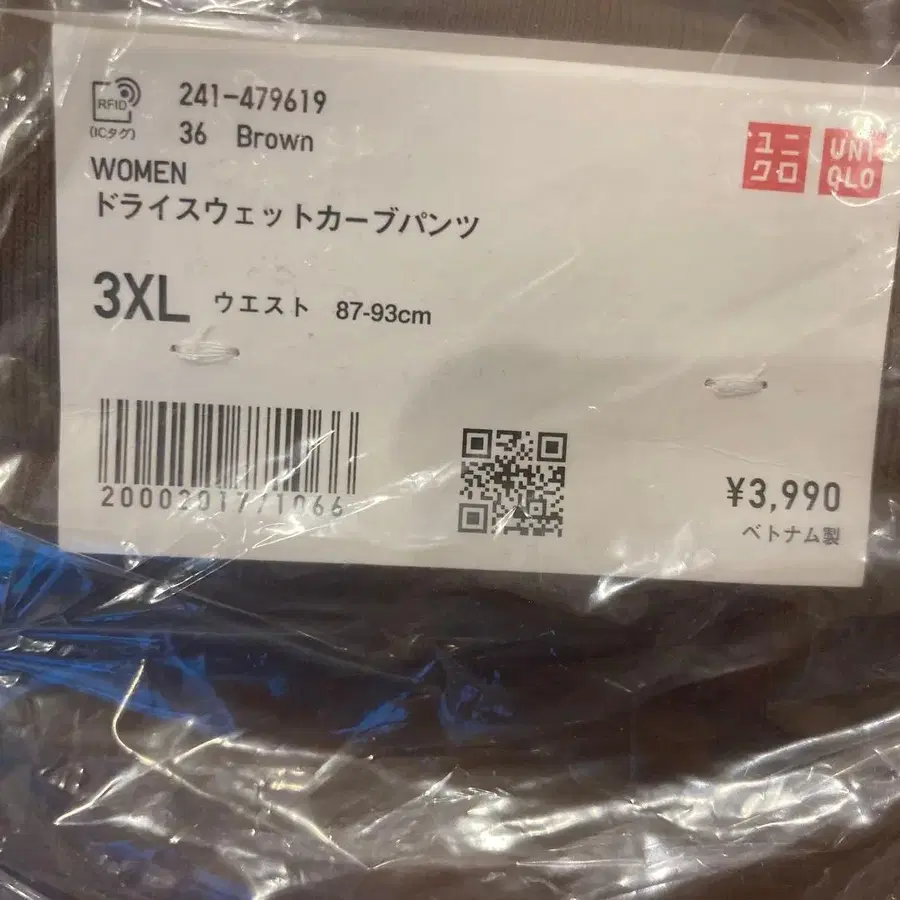 RFID
(ICタグ)
241-479619
36 Brown
WOMEN
ドライスウェットカーブパンツ
ユニクロ
UNIQLO
3XL ウエスト 87-93cm
2000201771066
¥3,990
ベトナム製